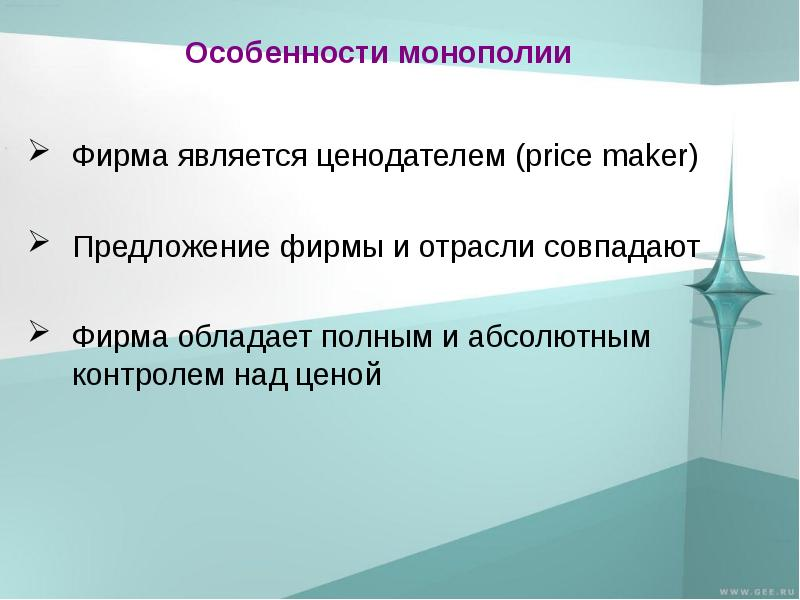 Особенности монополии
Фирма является ценодателем (price maker)
Предложение фирмы и отрасли совпадают
Фирма обладает полным и абсолютным
контролем над ценой
WWW.GEE.RU